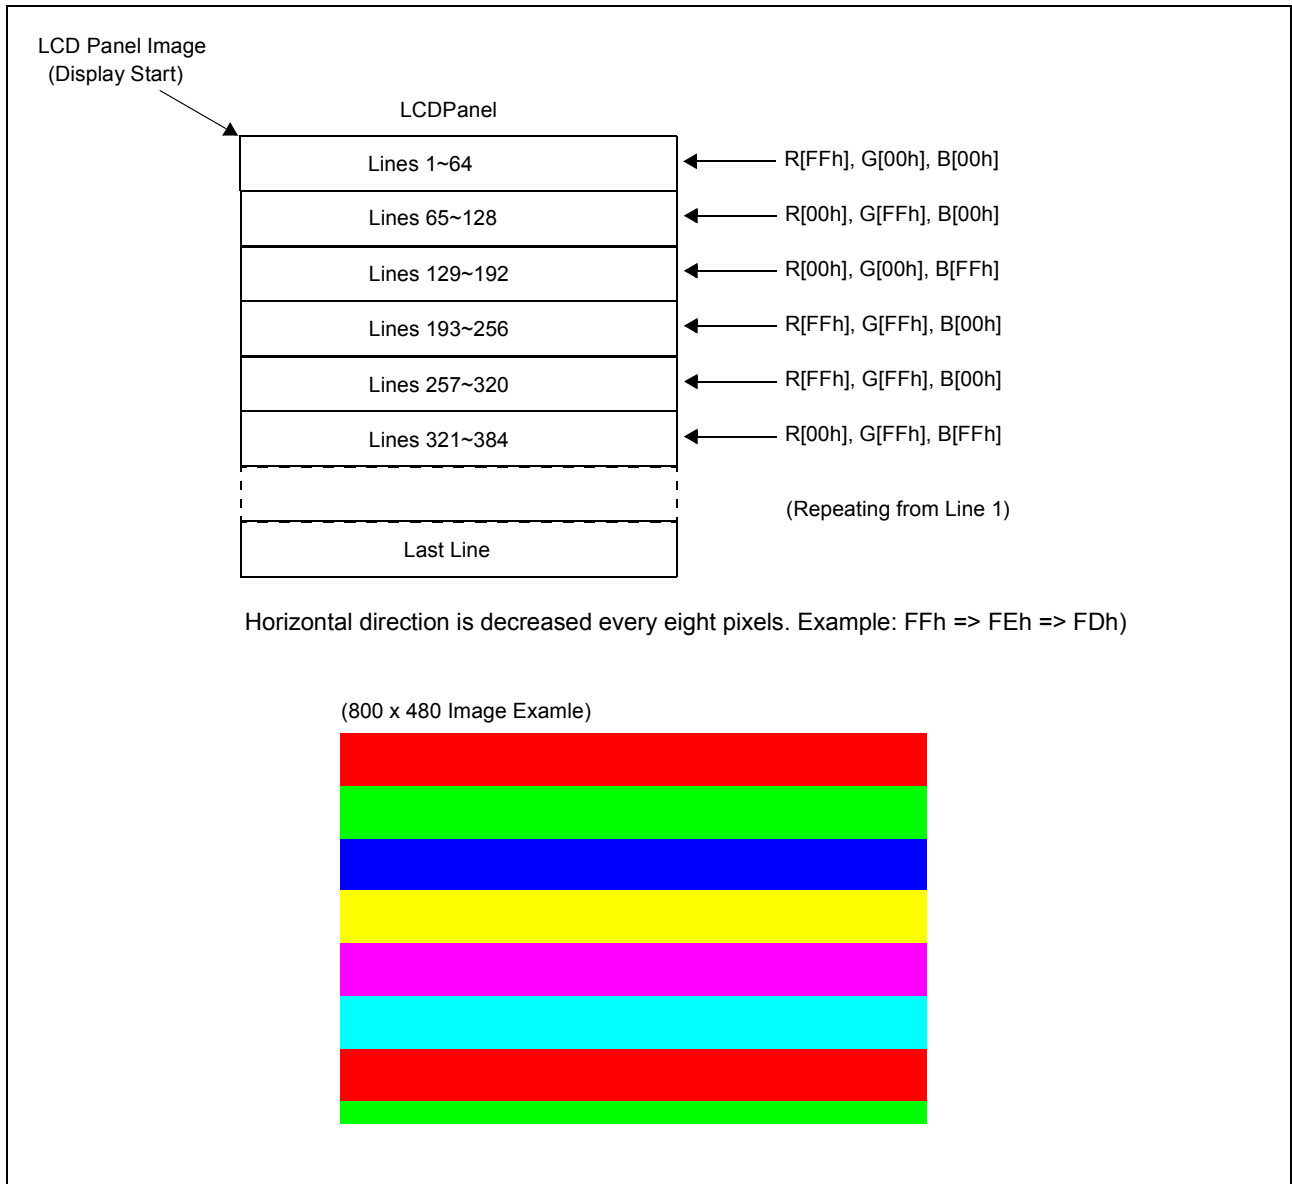 LCD Panel Image
(Display Start)
LCDPanel
Lines 1~64
R[FFh], G[00h], B[00h]
Lines 65~128
R[00h], G[FFh], B[00h]
Lines 129~192
R[00h], G[00h], B[FFh]
Lines 193~256
R[FFh], G[FFh], B[00h]
Lines 257~320
R[FFh], G[FFh], B[00h]
Lines 321~384
R[00h], G[FFh], B[FFh]
(Repeating from Line 1)
Last Line
Horizontal direction is decreased every eight pixels. Example: FFh => FEh => FDh)
(800 x 480 Image Examle)